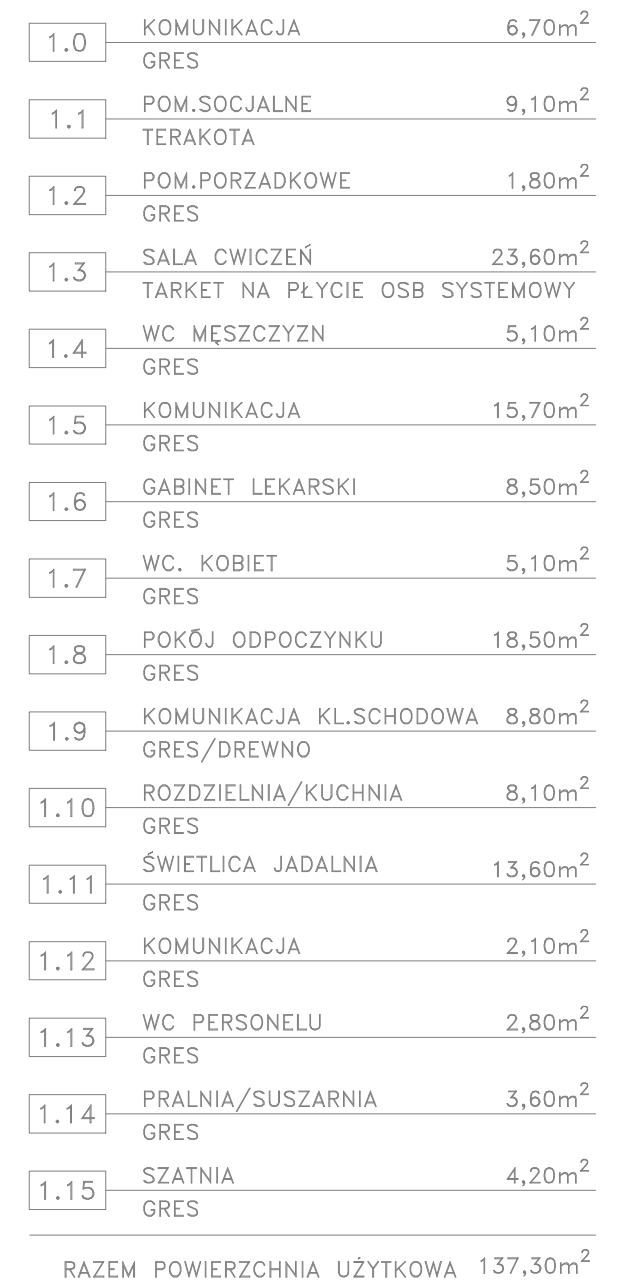 1.0 KOMUNIKACJA 6,70m²
GRES
1.1 POM.SOCJALNE 9,10m²
TERAKOTA
1.2 POM.PORZADKOWE 1,80m²
GRES
1.3 SALA CWICZEŃ 23,60m²
TARKET NA PŁYCIE OSB SYSTEMOWY
1.4 WC MĘSZCZYZN 5,10m²
GRES
1.5 KOMUNIKACJA 15,70m²
GRES
1.6 GABINET LEKARSKI 8,50m²
GRES
1.7 WC. KOBIET 5,10m²
GRES
1.8 POKÓJ ODPOCZYNKU 18,50m²
GRES
1.9 KOMUNIKACJA KL.SCHODOWA 8,80m²
GRES/DREWNO
1.10 ROZDZIELNIA/KUCHNIA 8,10m²
GRES
1.11 ŚWIETLICA JADALNIA 13,60m²
GRES
1.12 KOMUNIKACJA 2,10m²
GRES
1.13 WC PERSONELU 2,80m²
GRES
1.14 PRALNIA/SUSZARNIA 3,60m²
GRES
1.15 SZATNIA 4,20m²
GRES
RAZEM POWIERZCHNIA UŻYTKOWA 137,30m²